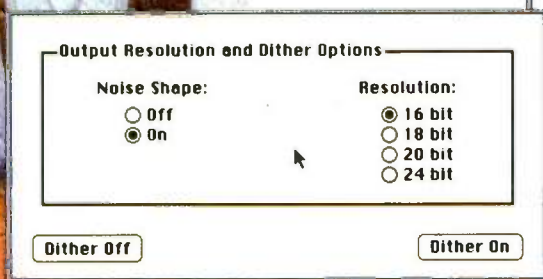 Output Resolution and Dither Options
Noise Shape:
Off
On
Resolution:
16 bit
18 bit
20 bit
24 bit
Dither Off
Dither On